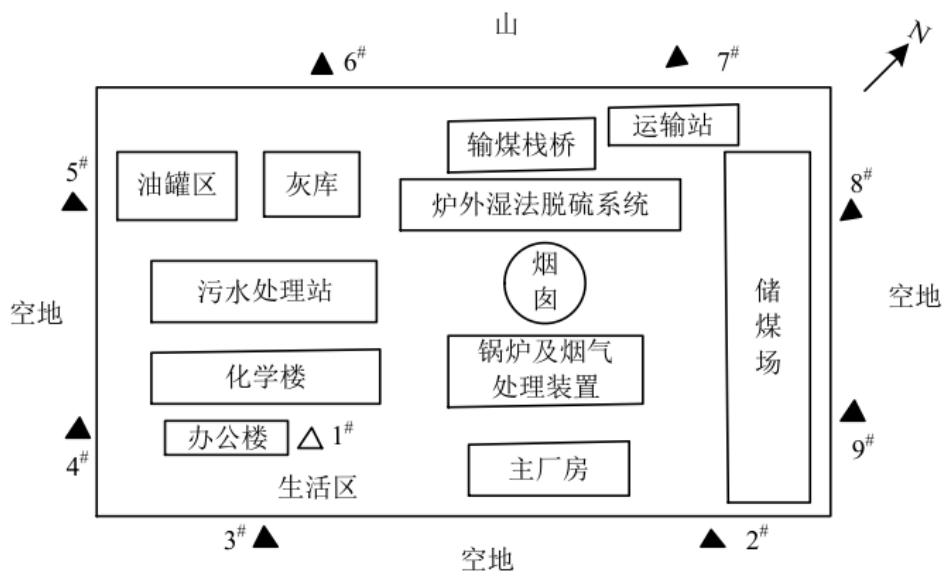 山
N
6#
7#
运输站
输煤栈桥
5#
油罐区
灰库
8#
炉外湿法脱硫系统
烟
囱
污水处理站
储
煤
场
空地
空地
锅炉及烟气
处理装置
化学楼
办公楼
1#
4#
9#
主厂房
生活区
3#
空地
2#